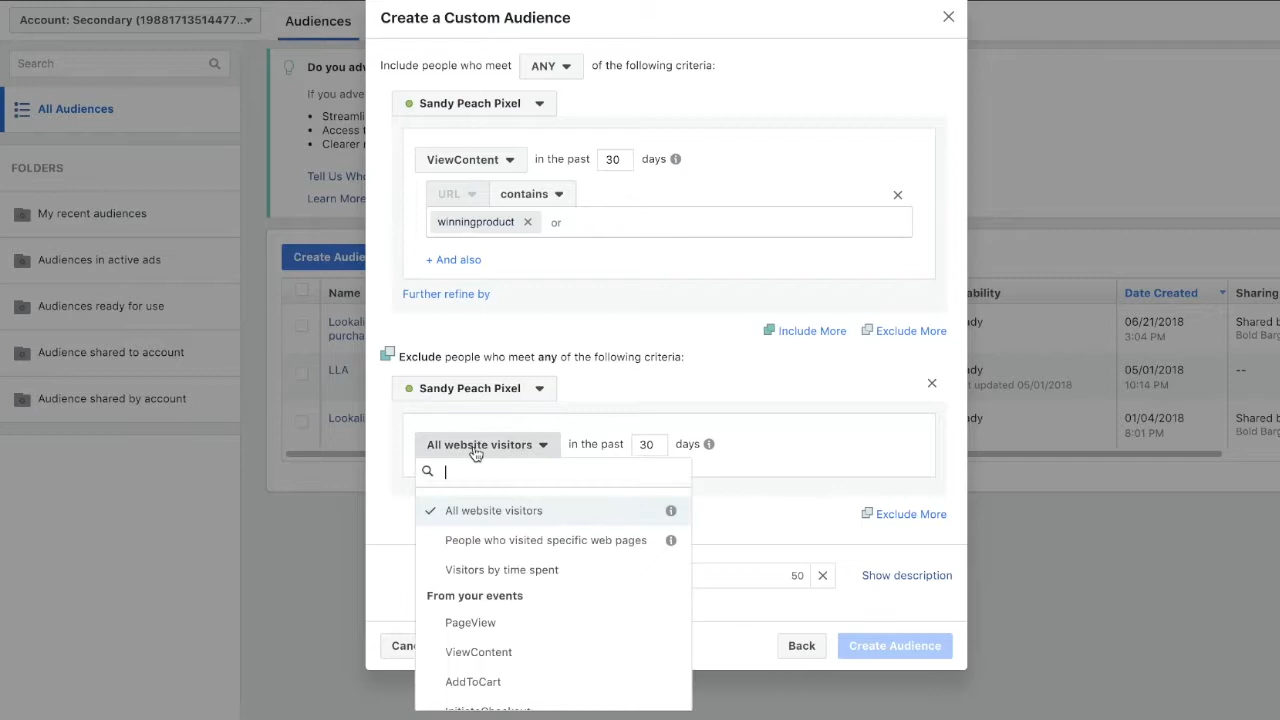 Account: Secondary (19881713514477...
Audiences
Search
All Audiences
FOLDERS
My recent audiences
Audiences in active ads
Audiences ready for use
Audience shared to account
Audience shared by account
Do you
If you adve
Streamli
Access t
Clearer r
Tell Us
Learn More
Create
Name
Date Created
Sharing
Lookali
purcha
06/21/2018
3:04 PM
Shared b
Bold Barg
LLA
updated 05/01/2018
05/01/2018
10:14 PM
--
Lookali
01/04/2018
8:01 PM
Shared b
Bold Barg
Create a Custom Audience
Include people who meet ANY of the following criteria:
Sandy Peach Pixel
ViewContent in the past 30 days
URL contains
winningproduct or
+ And also
Further refine by
Include More Exclude More
Exclude people who meet any of the following criteria:
Sandy Peach Pixel
All website visitors in the past 30 days
All website visitors
People who visited specific web pages
Visitors by time spent
From your events
PageView
ViewContent
AddToCart
InitiateCheckout
Exclude More
50 Show description
Back Create Audience